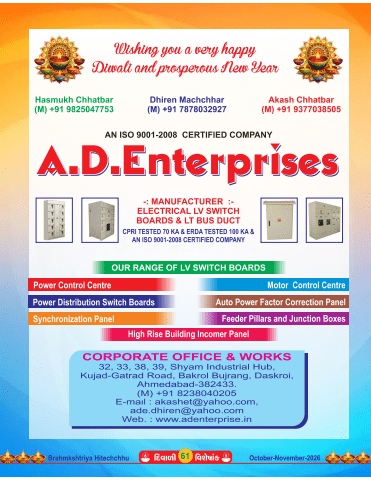 Wishing you a very happy
Diwali and prosperous New Year
Hasmukh Chhatbar
(M) +91 9825047753
Dhiren Machchhar
(M) +91 7878032927
Akash Chhatbar
(M) +91 9377038505
AN ISO 9001-2008 CERTIFIED COMPANY
A.D.Enterprises
-: MANUFACTURER :-
ELECTRICAL LV SWITCH
BOARDS & LT BUS DUCT
CPRI TESTED 70 KA & ERDA TESTED 100 KA &
AN ISO 9001-2008 CERTIFIED COMPANY
OUR RANGE OF LV SWITCH BOARDS
Power Control Centre
Motor Control Centre
Power Distribution Switch Boards
Auto Power Factor Correction Panel
Synchronization Panel
Feeder Pillars and Junction Boxes
High Rise Building Incomer Panel
CORPORATE OFFICE & WORKS
32, 33, 38, 39, Shyam Industrial Hub,
Kujad-Gatrad Road, Bakrol Bujrang, Daskroi,
Ahmedabad-382433.
(M) +91 8238040205
E-mail : akashet@yahoo.com,
ade.dhiren@yahoo.com
Web. : www.adenterprise.in
Brahmkshtriya Hitechchhu
દિવાળી 61 વિશેષાંક
October-November-2026